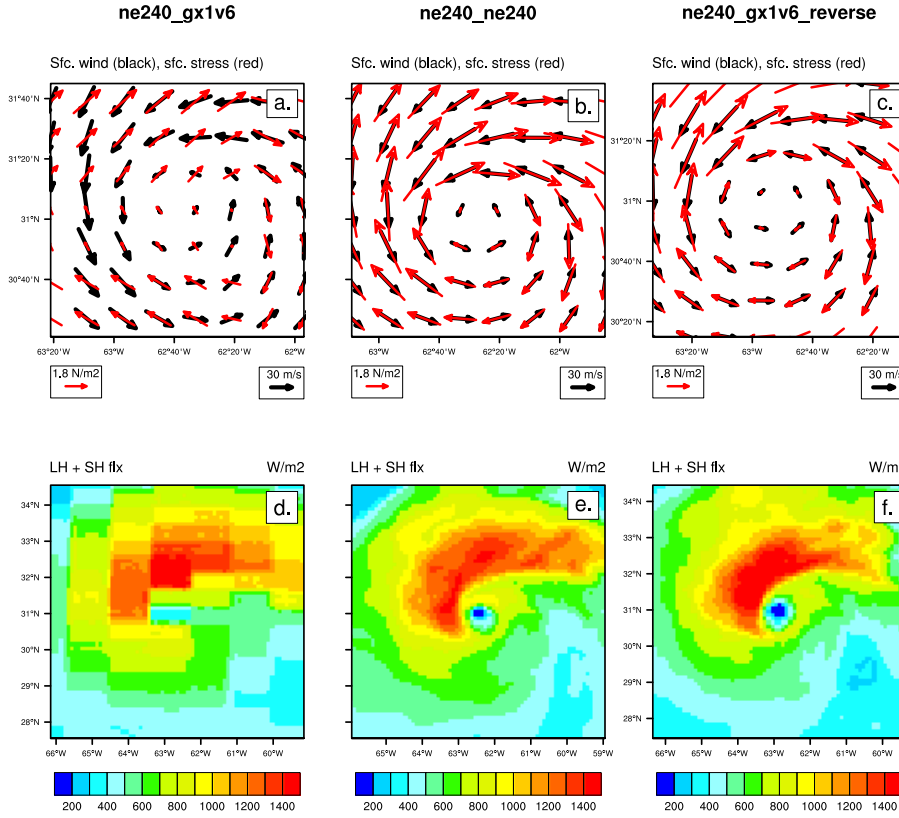 ne240_gx1v6 ne240_ne240 ne240_gx1v6_reverse
Sfc. wind (black), sfc. stress (red) Sfc. wind (black), sfc. stress (red) Sfc. wind (black), sfc. stress (red)
a. b. c.
31°40'N
31°20'N
31°N
30°40'N
63°20'W 63°W 62°40'W 62°20'W 62°W
63°W 62°40'W 62°20'W 62°W
31°20'N
31°N
30°40'N
30°20'N
63°20'W 63°W 62°40'W 62°20'W
1.8 N/m2 30 m/s 1.8 N/m2 30 m/s 1.8 N/m2 30 m/s
LH + SH flx W/m2 LH + SH flx W/m2 LH + SH flx W/m
d. e. f.
34°N
33°N
32°N
31°N
30°N
29°N
28°N
66°W 65°W 64°W 63°W 62°W 61°W 60°W
65°W 64°W 63°W 62°W 61°W 60°W 59°W
34°N
33°N
32°N
31°N
30°N
29°N
28°N
66°W 65°W 64°W 63°W 62°W 61°W 60°W
200 400 600 800 1000 1200 1400 200 400 600 800 1000 1200 1400 200 400 600 800 1000 1200 1400